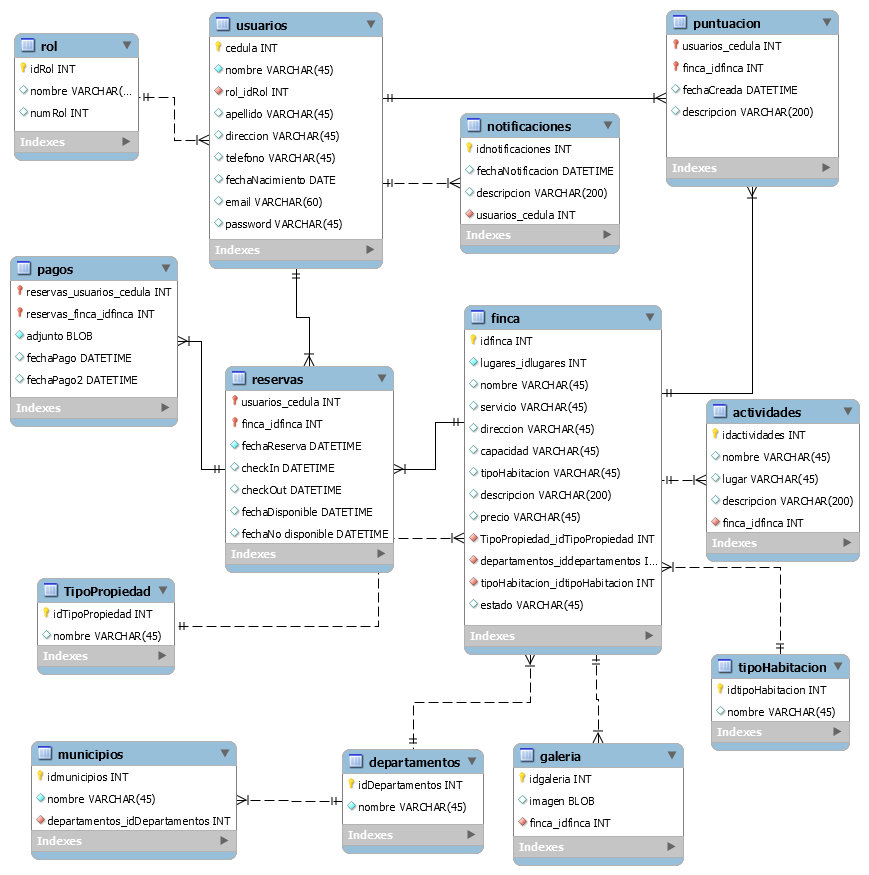 rol
idRol INT
nombre VARCHAR(...
numRol INT
Indexes
usuarios
cedula INT
nombre VARCHAR(45)
rol_idRol INT
apellido VARCHAR(45)
direccion VARCHAR(45)
telefono VARCHAR(45)
fechaNacimiento DATE
email VARCHAR(60)
password VARCHAR(45)
Indexes
puntuacion
usuarios_cedula INT
finca_idfinca INT
fechaCreada DATETIME
descripcion VARCHAR(200)
Indexes
notificaciones
idnotificaciones INT
fechaNotificacion DATETIME
descripcion VARCHAR(200)
usuarios_cedula INT
Indexes
pagos
reservas_usuarios_cedula INT
reservas_finca_idfinca INT
adjunto BLOB
fechaPago DATETIME
fechaPago2 DATETIME
Indexes
reservas
usuarios_cedula INT
finca_idfinca INT
fechaReserva DATETIME
checkIn DATETIME
checkOut DATETIME
fechaDisponible DATETIME
fechaNo disponible DATETIME
Indexes
finca
idfinca INT
lugares_idlugares INT
nombre VARCHAR(45)
servicio VARCHAR(45)
direccion VARCHAR(45)
capacidad VARCHAR(45)
tipoHabitacion VARCHAR(45)
descripcion VARCHAR(200)
precio VARCHAR(45)
TipoPropiedad_idTipoPropiedad INT
departamentos_iddepartamentos I...
tipoHabitacion_idtipoHabitacion INT
estado VARCHAR(45)
Indexes
actividades
idactividades INT
nombre VARCHAR(45)
lugar VARCHAR(45)
descripcion VARCHAR(200)
finca_idfinca INT
Indexes
TipoPropiedad
idTipoPropiedad INT
nombre VARCHAR(45)
Indexes
tipoHabitacion
idtipoHabitacion INT
nombre VARCHAR(45)
Indexes
municipios
idmunicipios INT
nombre VARCHAR(45)
departamentos_idDepartamentos INT
Indexes
departamentos
idDepartamentos INT
nombre VARCHAR(45)
Indexes
galeria
idgaleria INT
imagen BLOB
finca_idfinca INT
Indexes